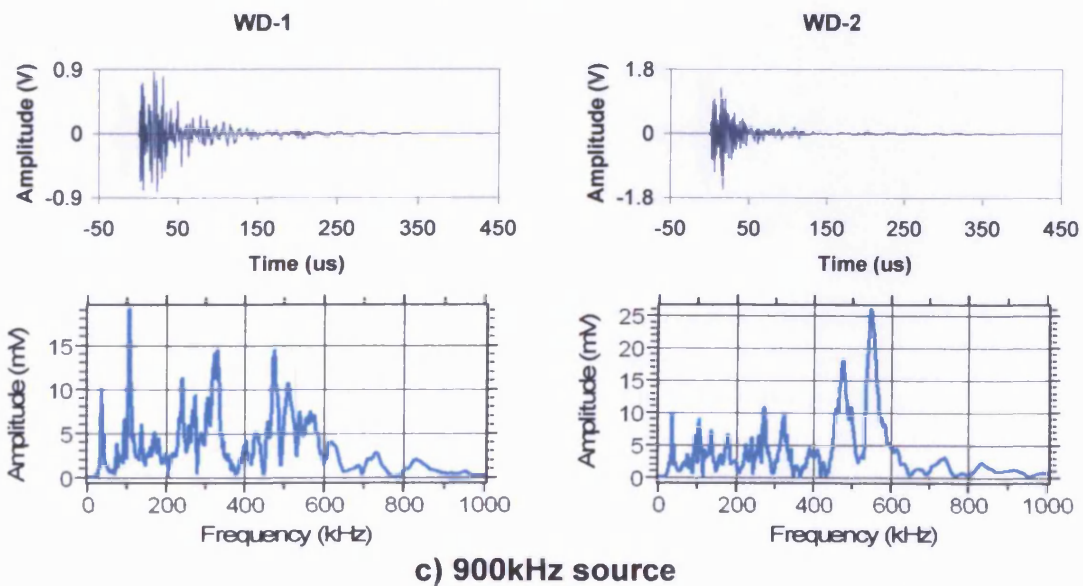 WD-1
WD-2
Amplitude (V)
0.9
0
-0.9
-50 50 150 250 350 450
Time (us)
Amplitude (V)
1.8
0
-1.8
-50 50 150 250 350 450
Time (us)
Amplitude (mV)
15
10
5
0
0 200 400 600 800 1000
Frequency (kHz)
Amplitude (mV)
25
20
15
10
5
0
0 200 400 600 800 1000
Frequency (kHz)
c) 900kHz source